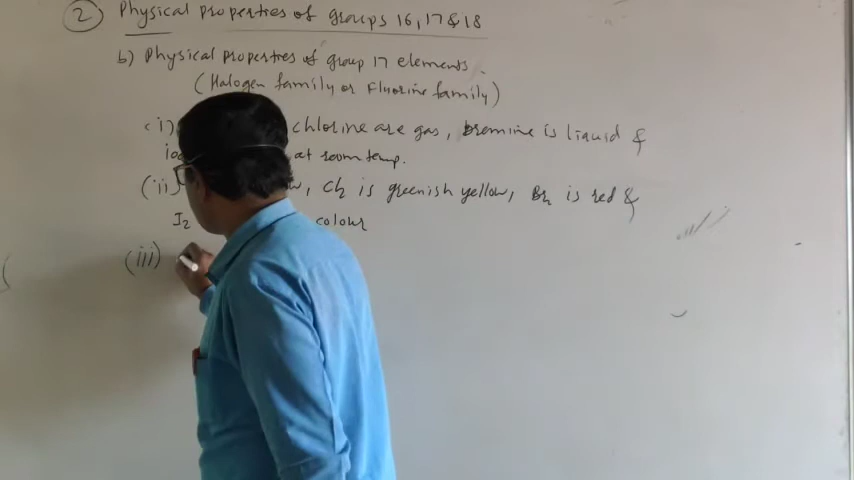 2 Physical properties of groups 16, 17 & 18
b) Physical properties of group 17 elements.
(Halogen family or Fluorine family)
(i) chlorine are gas, bromine is liquid &
at room temp.
(ii) Cl2 is greenish yellow, Br2 is red &
I2 colour
(iii)